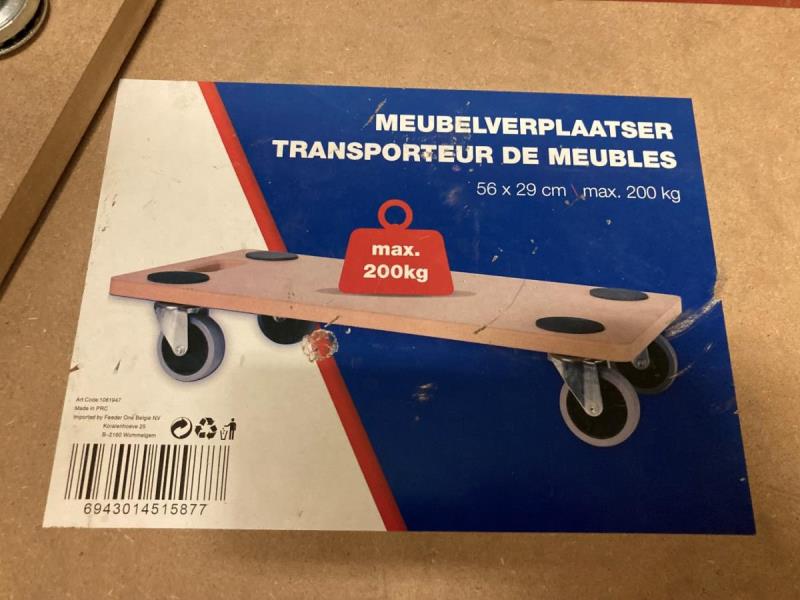 MEUBELVERPLAATSER
TRANSPORTEUR DE MEUBLES
56 x 29 cm \ max. 200 kg
max.
200kg
Art.Code:1061947
Made in PRC
Imported by Feeder One Belgie NV
Koralenhoeve 25
B-2160 Wommelgem
6943014515877